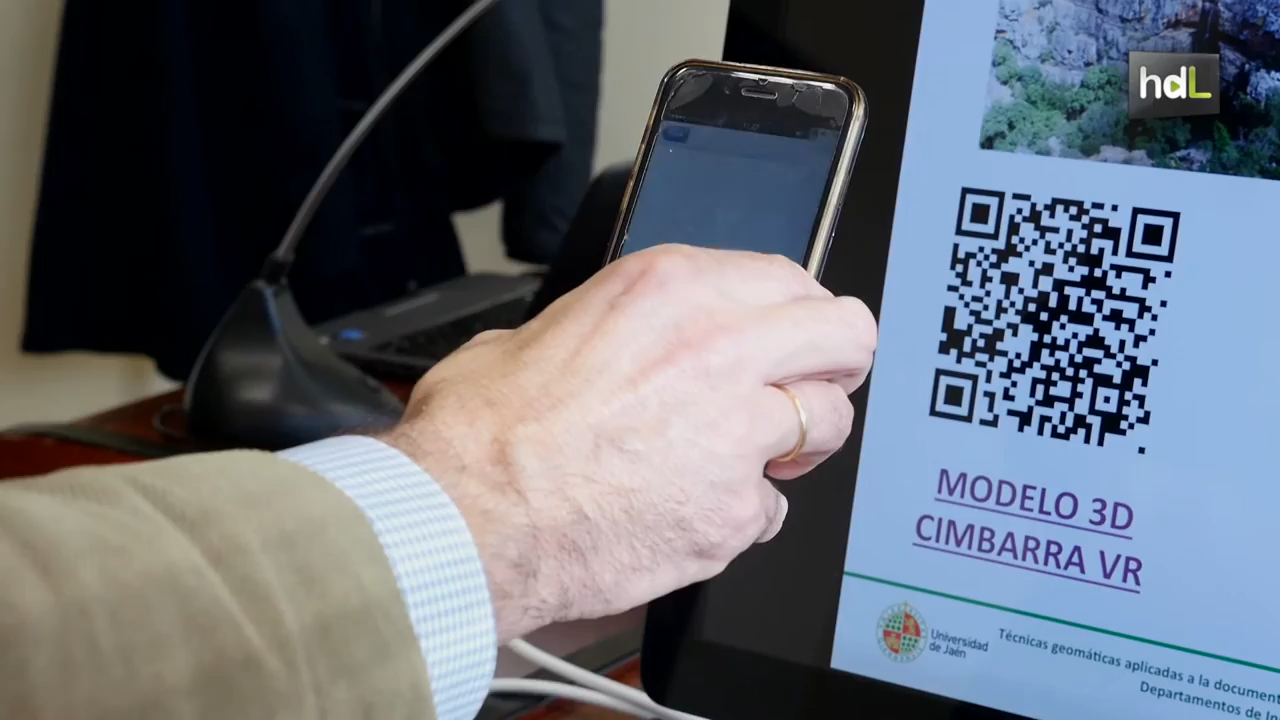 hdL
MODELO 3D
CIMBARRA VR
Universidad
de Jaén
Técnicas geomáticas aplicadas a la document
Departamentos de